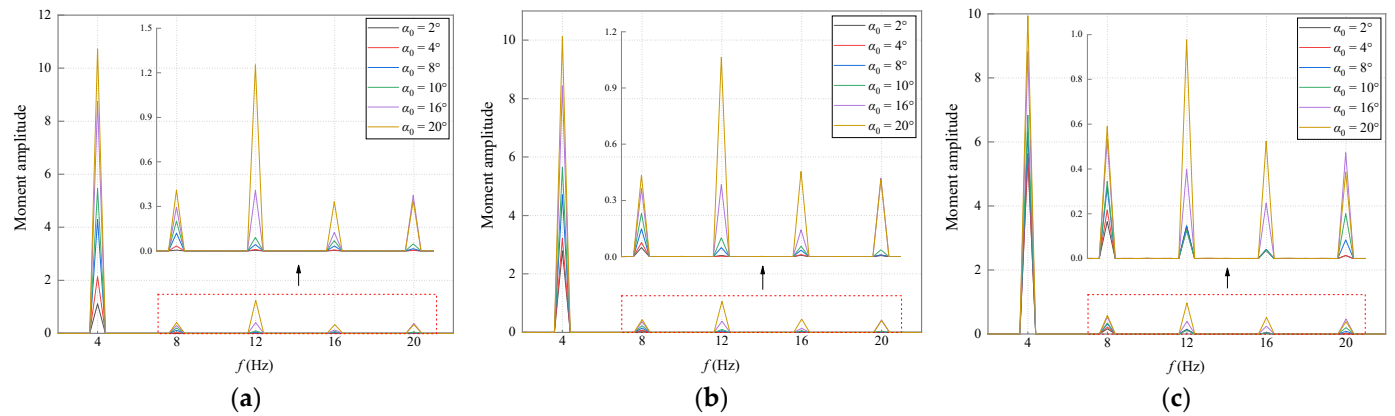 12
10
8
6
4
2
0
Moment amplitude
1.5
1.2
0.9
0.6
0.3
0.0
α0 = 2°
α0 = 4°
α0 = 8°
α0 = 10°
α0 = 16°
α0 = 20°
4 8 12 16 20
f (Hz)
(a)
10
8
6
4
2
0
Moment amplitude
1.2
0.9
0.6
0.3
0.0
α0 = 2°
α0 = 4°
α0 = 8°
α0 = 10°
α0 = 16°
α0 = 20°
4 8 12 16 20
f (Hz)
(b)
10
8
6
4
2
0
Moment amplitude
1.0
0.8
0.6
0.4
0.2
0.0
α0 = 2°
α0 = 4°
α0 = 8°
α0 = 10°
α0 = 16°
α0 = 20°
4 8 12 16 20
f (Hz)
(c)